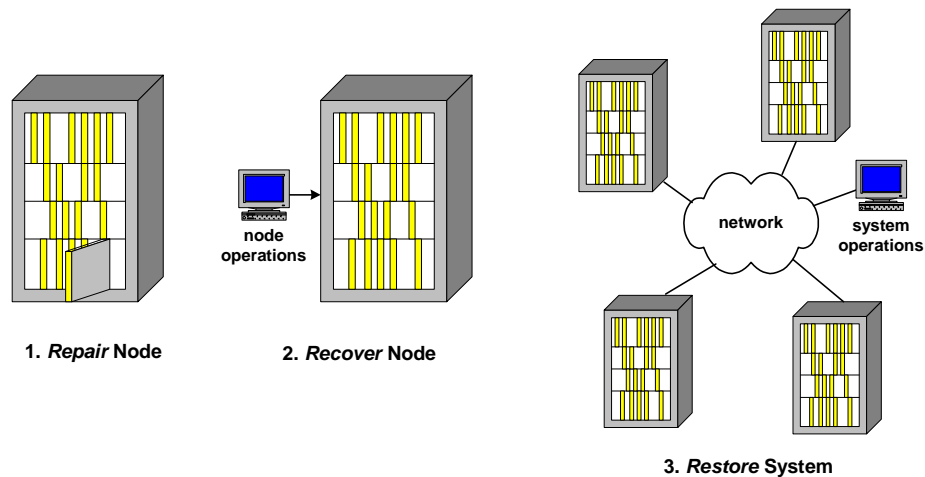 network
node
operations
system
operations
1. Repair Node
2. Recover Node
3. Restore System